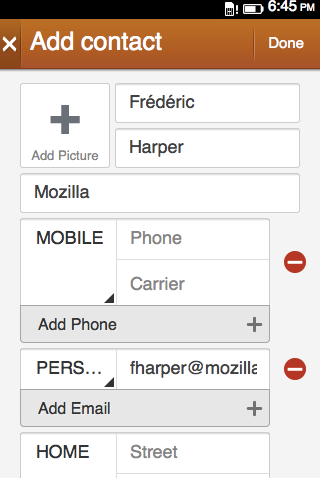 6:45 PM
Add contact
Done
Add Picture
Frédéric
Harper
Mozilla
MOBILE
Phone
Carrier
Add Phone
PERS...
fharper@mozilla
Add Email
HOME
Street